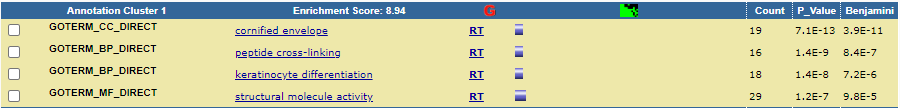 Annotation Cluster 1 Enrichment Score: 8.94 G Count P_Value Benjamini
GOTERM_CC_DIRECT cornified envelope RT 19 7.1E-13 3.9E-11
GOTERM_BP_DIRECT peptide cross-linking RT 16 1.4E-9 8.4E-7
GOTERM_BP_DIRECT keratinocyte differentiation RT 18 1.4E-8 7.2E-6
GOTERM_MF_DIRECT structural molecule activity RT 29 1.2E-7 9.8E-5